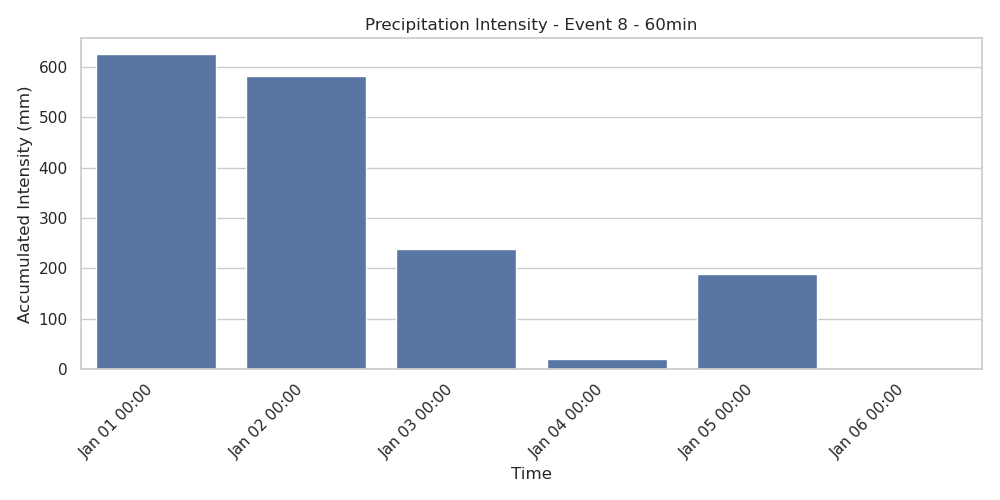 Precipitation Intensity - Event 8 - 60min
Accumulated Intensity (mm)
600
500
400
300
200
100
0
Jan 01 00:00
Jan 02 00:00
Jan 03 00:00
Jan 04 00:00
Jan 05 00:00
Jan 06 00:00
Time